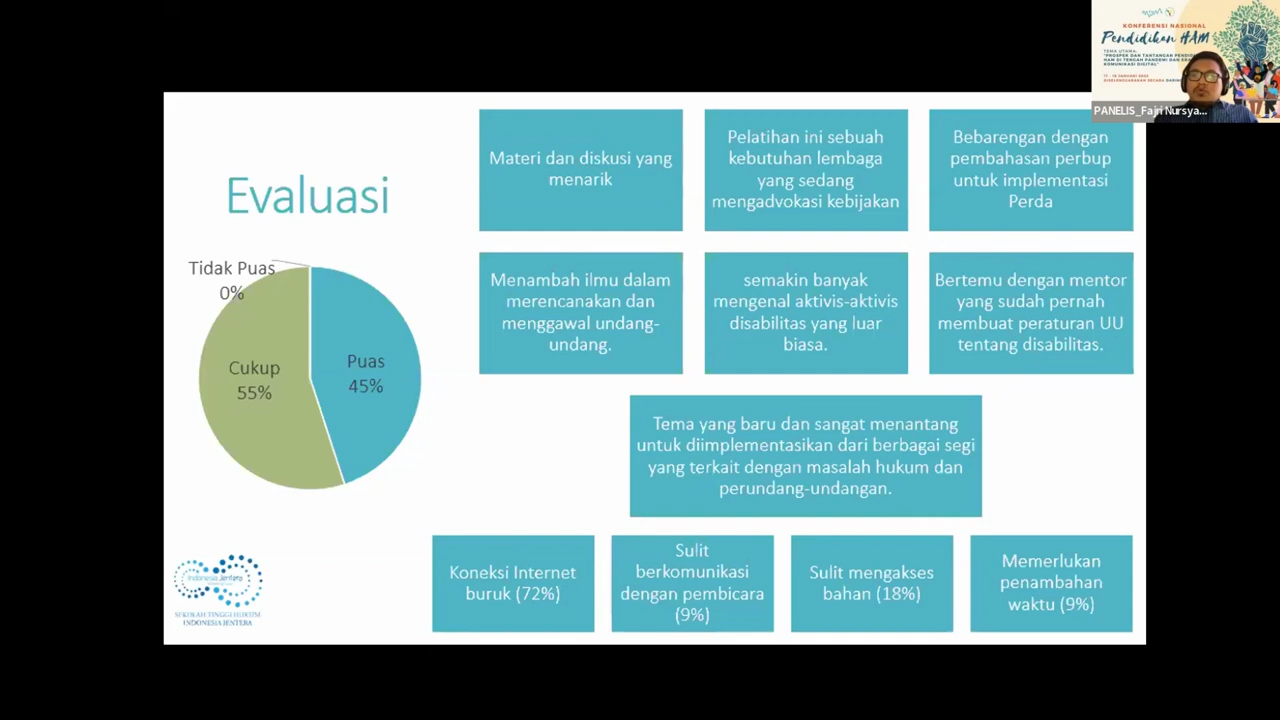 KONFERENSI NASIONAL
Pendidikan HAM
TEMA UTAMA:
PANELIS_Fajri Nursya...
Evaluasi
Tidak Puas
0%
Cukup
55%
Puas
45%
Materi dan diskusi yang
menarik
Pelatihan ini sebuah
kebutuhan lembaga
yang sedang
mengadvokasi kebijakan
Bebarengan dengan
pembahasan perbup
untuk implementasi
Perda
Menambah ilmu dalam
merencanakan dan
menggawal undang-
undang.
semakin banyak
mengenal aktivis-aktivis
disabilitas yang luar
biasa.
Bertemu dengan mentor
yang sudah pernah
membuat peraturan UU
tentang disabilitas.
Tema yang baru dan sangat menantang
untuk diimplementasikan dari berbagai segi
yang terkait dengan masalah hukum dan
perundang-undangan.
Koneksi Internet
buruk (72%)
Sulit
berkomunikasi
dengan pembicara
(9%)
Sulit mengakses
bahan (18%)
Memerlukan
penambahan
waktu (9%)
Indonesia Jentera
SEKOLAH TINGGI HUKUM
INDONESIA JENTERA